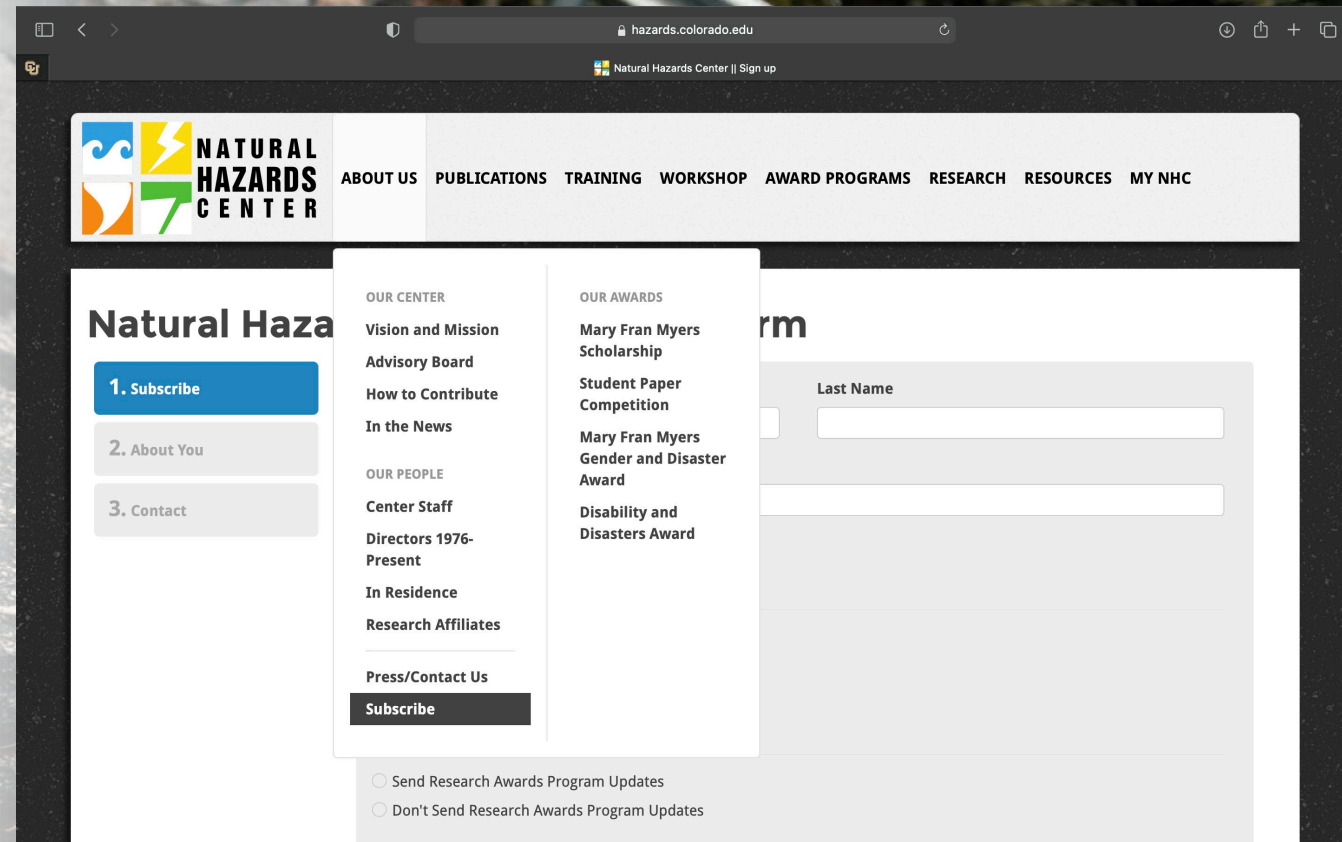 hazards.colorado.edu
Natural Hazards Center || Sign up
NATURAL
HAZARDS
CENTER
ABOUT US PUBLICATIONS TRAINING WORKSHOP AWARD PROGRAMS RESEARCH RESOURCES MY NHC
Natural Haza rm
1. Subscribe
2. About You
3. Contact
OUR CENTER
Vision and Mission
Advisory Board
How to Contribute
In the News
OUR PEOPLE
Center Staff
Directors 1976-
Present
In Residence
Research Affiliates
Press/Contact Us
Subscribe
OUR AWARDS
Mary Fran Myers
Scholarship
Student Paper
Competition
Mary Fran Myers
Gender and Disaster
Award
Disability and
Disasters Award
Last Name
Send Research Awards Program Updates
Don't Send Research Awards Program Updates